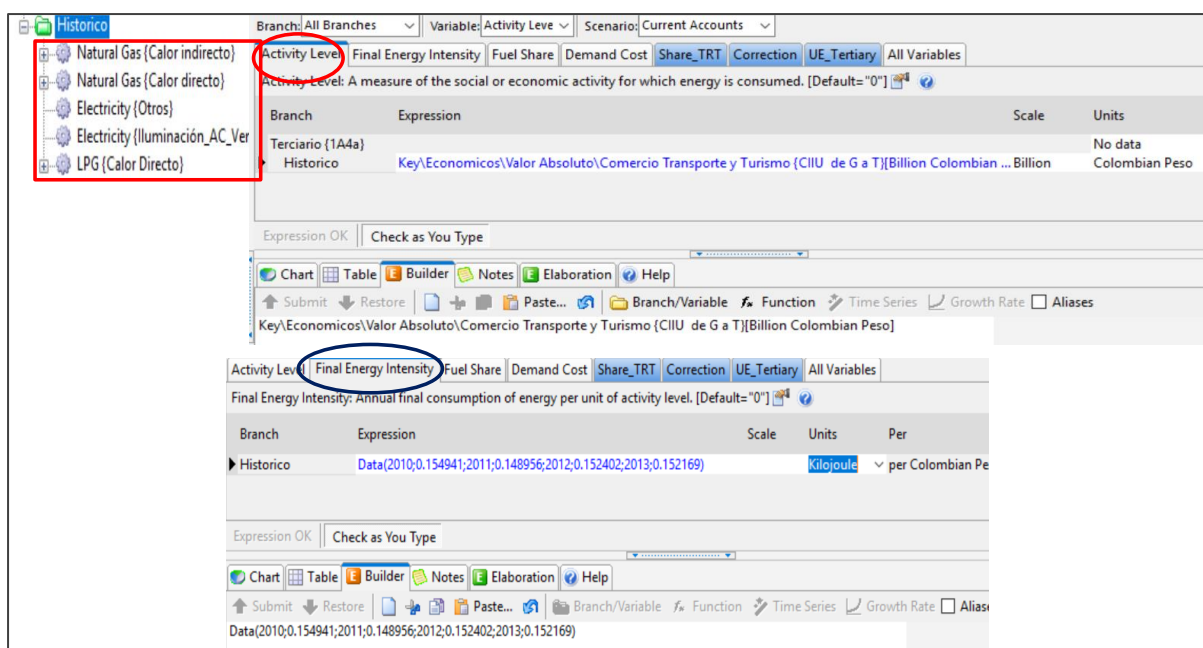 Historico
Natural Gas {Calor indirecto}
Natural Gas {Calor directo}
Electricity {Otros}
Electricity {Iluminación_AC_Ver
LPG {Calor Directo}
Branch: All Branches Variable: Activity Leve Scenario: Current Accounts
Activity Level Final Energy Intensity Fuel Share Demand Cost Share_TRT Correction UE_Tertiary All Variables
Activity Level: A measure of the social or economic activity for which energy is consumed. [Default="0"]
Branch Expression Scale Units
Terciario {1A4a} No data
Historico Key\Economicos\Valor Absoluto\Comercio Transporte y Turismo {CIIU de G a T}[Billion Colombian ... Billion Colombian Peso
Expression OK Check as You Type
Chart Table Builder Notes Elaboration Help
Submit Restore Paste... Branch/Variable Function Time Series Growth Rate Aliases
Key\Economicos\Valor Absoluto\Comercio Transporte y Turismo {CIIU de G a T}[Billion Colombian Peso]
Activity Level Final Energy Intensity Fuel Share Demand Cost Share_TRT Correction UE_Tertiary All Variables
Final Energy Intensity: Annual final consumption of energy per unit of activity level. [Default="0"]
Branch Expression Scale Units Per
Historico Data(2010;0.154941;2011;0.148956;2012;0.152402;2013;0.152169) Kilojoule per Colombian Pe
Expression OK Check as You Type
Chart Table Builder Notes Elaboration Help
Submit Restore Paste... Branch/Variable Function Time Series Growth Rate Alias
Data(2010;0.154941;2011;0.148956;2012;0.152402;2013;0.152169)